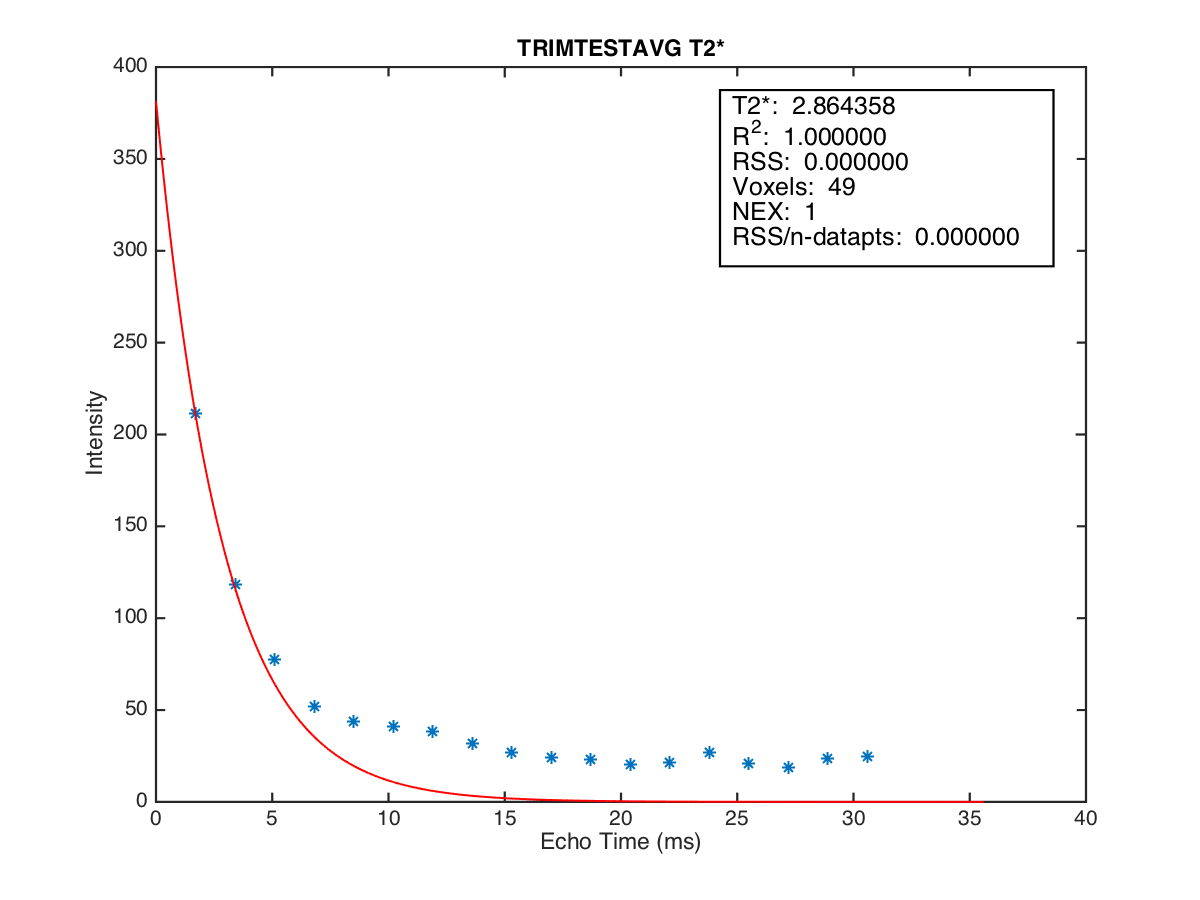 TRIMTESTAVG T2*
400
350
300
250
200
150
100
50
0
Intensity
T2*: 2.864358
R2: 1.000000
RSS: 0.000000
Voxels: 49
NEX: 1
RSS/n-datapts: 0.000000
0 5 10 15 20 25 30 35 40
Echo Time (ms)